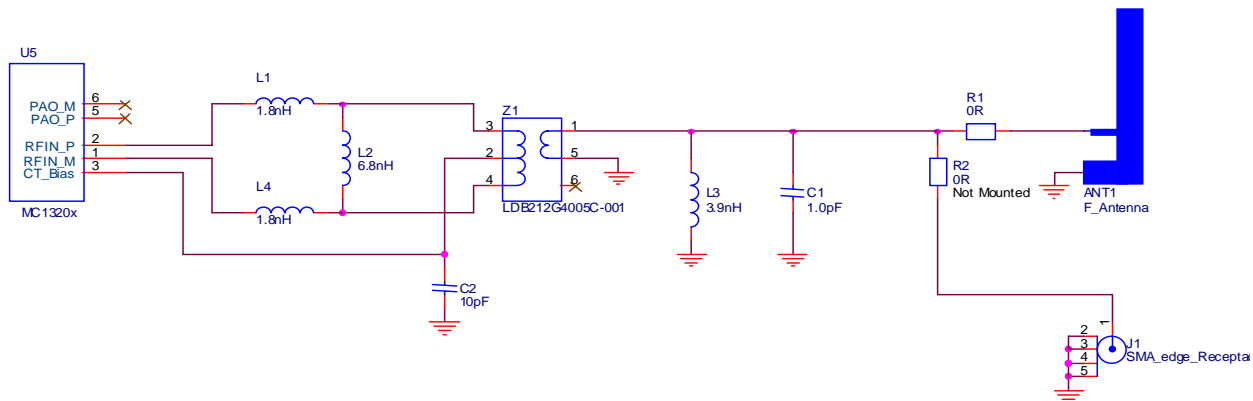 U5
PAO_M 6
PAO_P 5
RFIN_P 2
RFIN_M 1
CT_Bias 3
MC1320x
L1
1.8nH
L2
6.8nH
L4
1.8nH
C2
10pF
Z1
3 1
2 5
4 6
LDB212G4005C-001
L3
3.9nH
C1
1.0pF
R1
0R
R2
0R
Not Mounted
ANT1
F_Antenna
1
2
3
4
5
J1
SMA_edge_Recepta